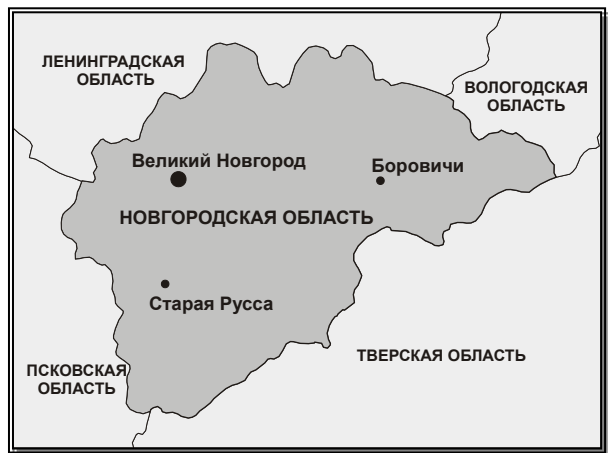 ЛЕНИНГРАДСКАЯ
ОБЛАСТЬ
ВОЛОГОДСКАЯ
ОБЛАСТЬ
Великий Новгород
Боровичи
НОВГОРОДСКАЯ ОБЛАСТЬ
Старая Русса
ТВЕРСКАЯ ОБЛАСТЬ
ПСКОВСКАЯ
ОБЛАСТЬ